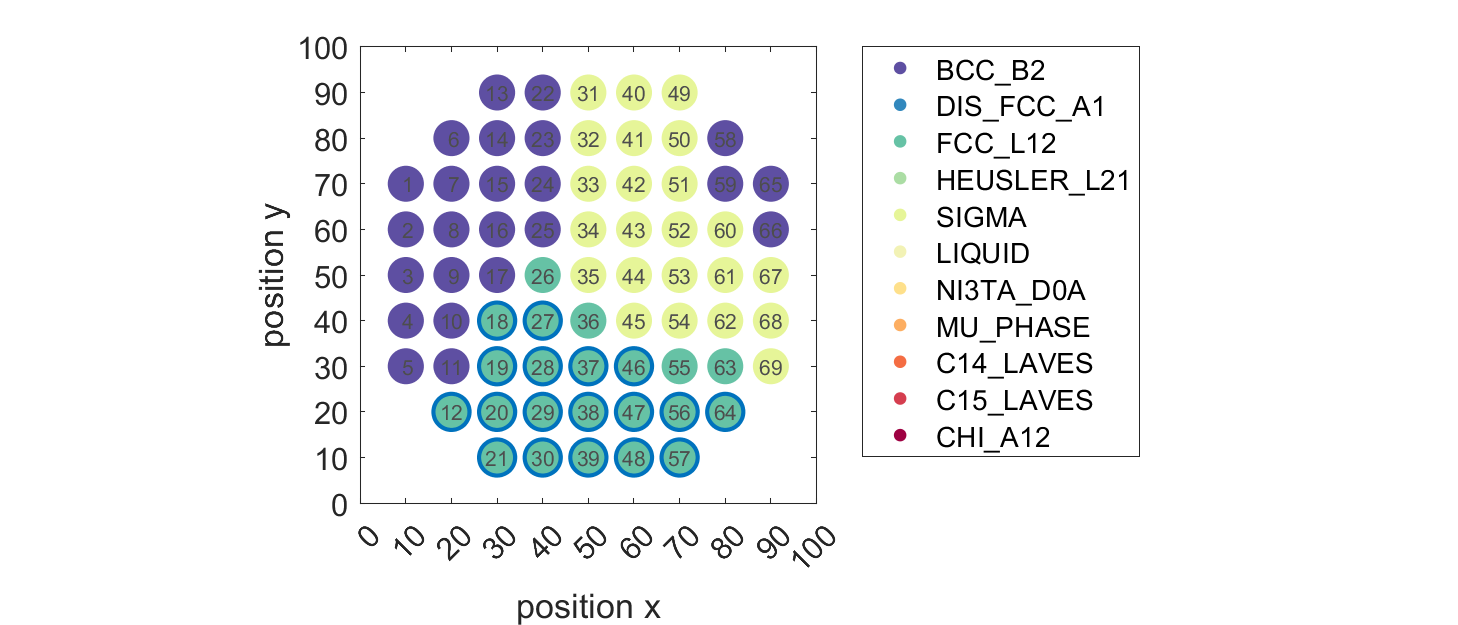 100
90
80
70
60
50
40
30
20
10
0
position y
13 22 31 40 49
6 14 23 32 41 50 58
1 7 15 24 33 42 51 59 65
2 8 16 25 34 43 52 60 66
3 9 17 26 35 44 53 61 67
4 10 18 27 36 45 54 62 68
5 11 19 28 37 46 55 63 69
12 20 29 38 47 56 64
21 30 39 48 57
0 10 20 30 40 50 60 70 80 90 100
position x
BCC_B2
DIS_FCC_A1
FCC_L12
HEUSLER_L21
SIGMA
LIQUID
NI3TA_D0A
MU_PHASE
C14_LAVES
C15_LAVES
CHI_A12